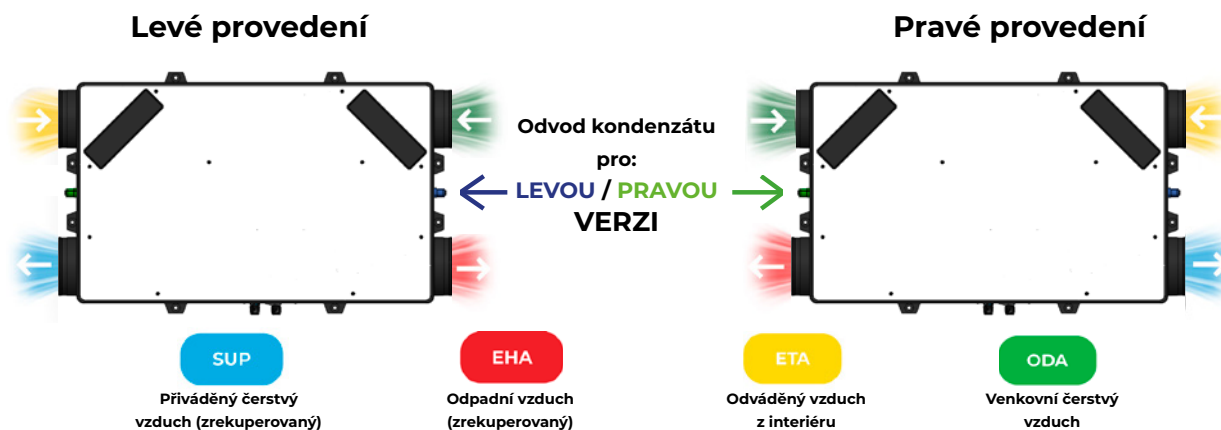 Levé provedení
Pravé provedení
Odvod kondenzátu
pro:
LEVOU / PRAVOU
VERZI
SUP
Přiváděný čerstvý
vzduch (zrekuperovaný)
EHA
Odpadní vzduch
(zrekuperovaný)
ETA
Odváděný vzduch
z interiéru
ODA
Venkovní čerstvý
vzduch